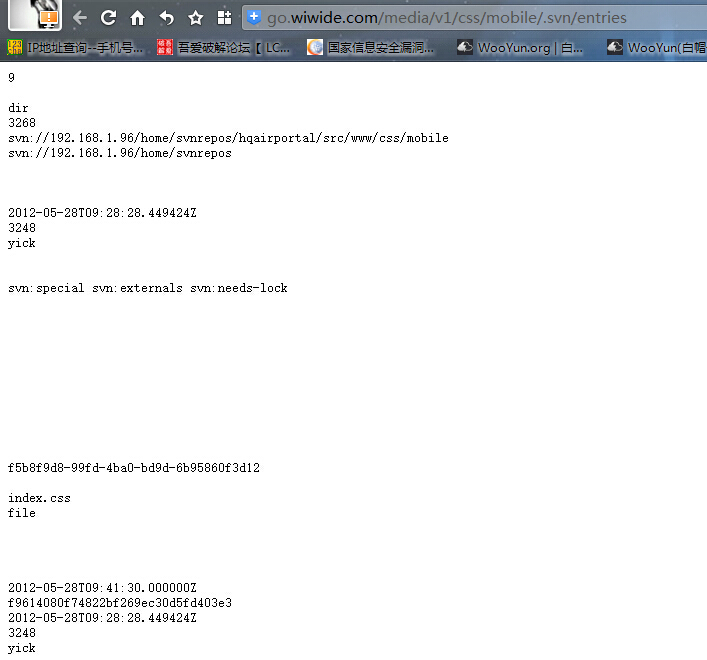 go.wiwide.com/media/v1/css/mobile/.svn/entries
IP地址查询--手机号... 吾爱破解论坛【 LC... 国家信息安全漏洞... WooYun.org | 白... WooYun(白帽
9
dir
3268
svn://192.168.1.96/home/svnrepos/hqairportal/src/www/css/mobile
svn://192.168.1.96/home/svnrepos
2012-05-28T09:28:28.449424Z
3248
yick
svn:special svn:externals svn:needs-lock
f5b8f9d8-99fd-4ba0-bd9d-6b95860f3d12
index.css
file
2012-05-28T09:41:30.000000Z
f9614080f74822bf269ec30d5fd403e3
2012-05-28T09:28:28.449424Z
3248
yick